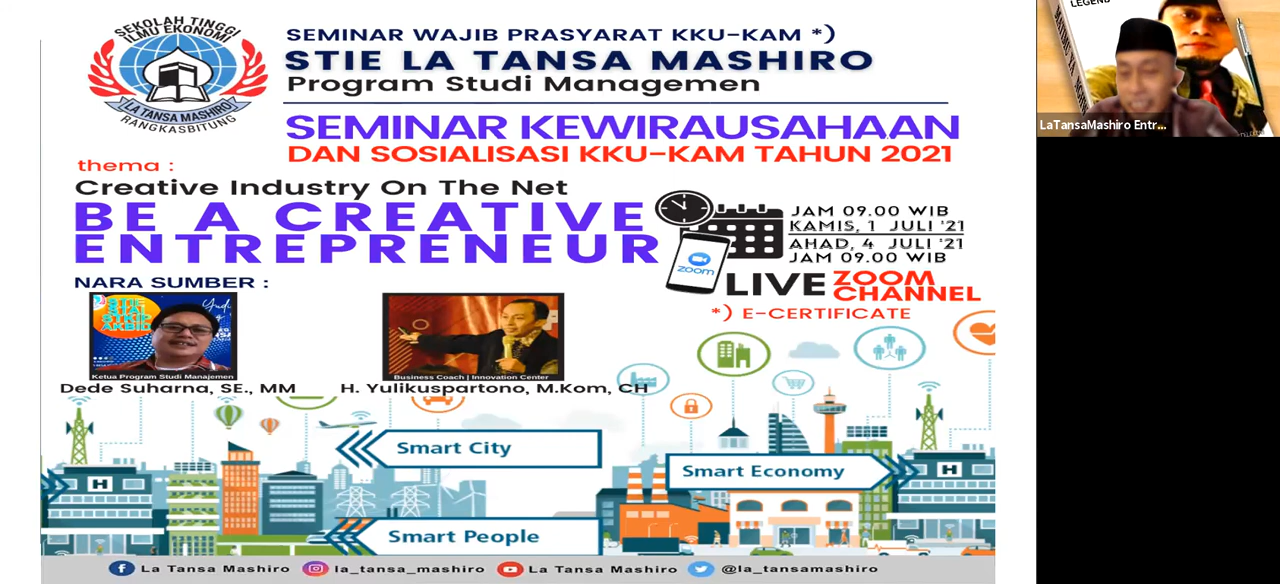 SEKOLAH TINGGI
ILMU EKONOMI
LA TANSA MASHIRO
RANGKASBITUNG
SEMINAR WAJIB PRASYARAT KKU-KAM *)
STIE LA TANSA MASHIRO
Program Studi Managemen
SEMINAR KEWIRAUSAHAAN
DAN SOSIALISASI KKU-KAM TAHUN 2021
thema :
Creative Industry On The Net
BE A CREATIVE
ENTREPRENEUR
JAM 09.00 WIB
KAMIS, 1 JULI '21
AHAD, 4 JULI '21
JAM 09.00 WIB
zoom
LIVE ZOOM
CHANNEL
*) E-CERTIFICATE
NARA SUMBER :
Ketua Program Studi Manajemen
Dede Suharna, SE., MM
Business Coach | Innovation Center
H. Yulikuspartono, M.Kom, CH
Smart City
Smart Economy
Smart People
H
H
La Tansa Mashiro
la_tansa_mashiro
La Tansa Mashiro
@la_tansamashiro
LEGEND
LaTansaMashiro Entr...